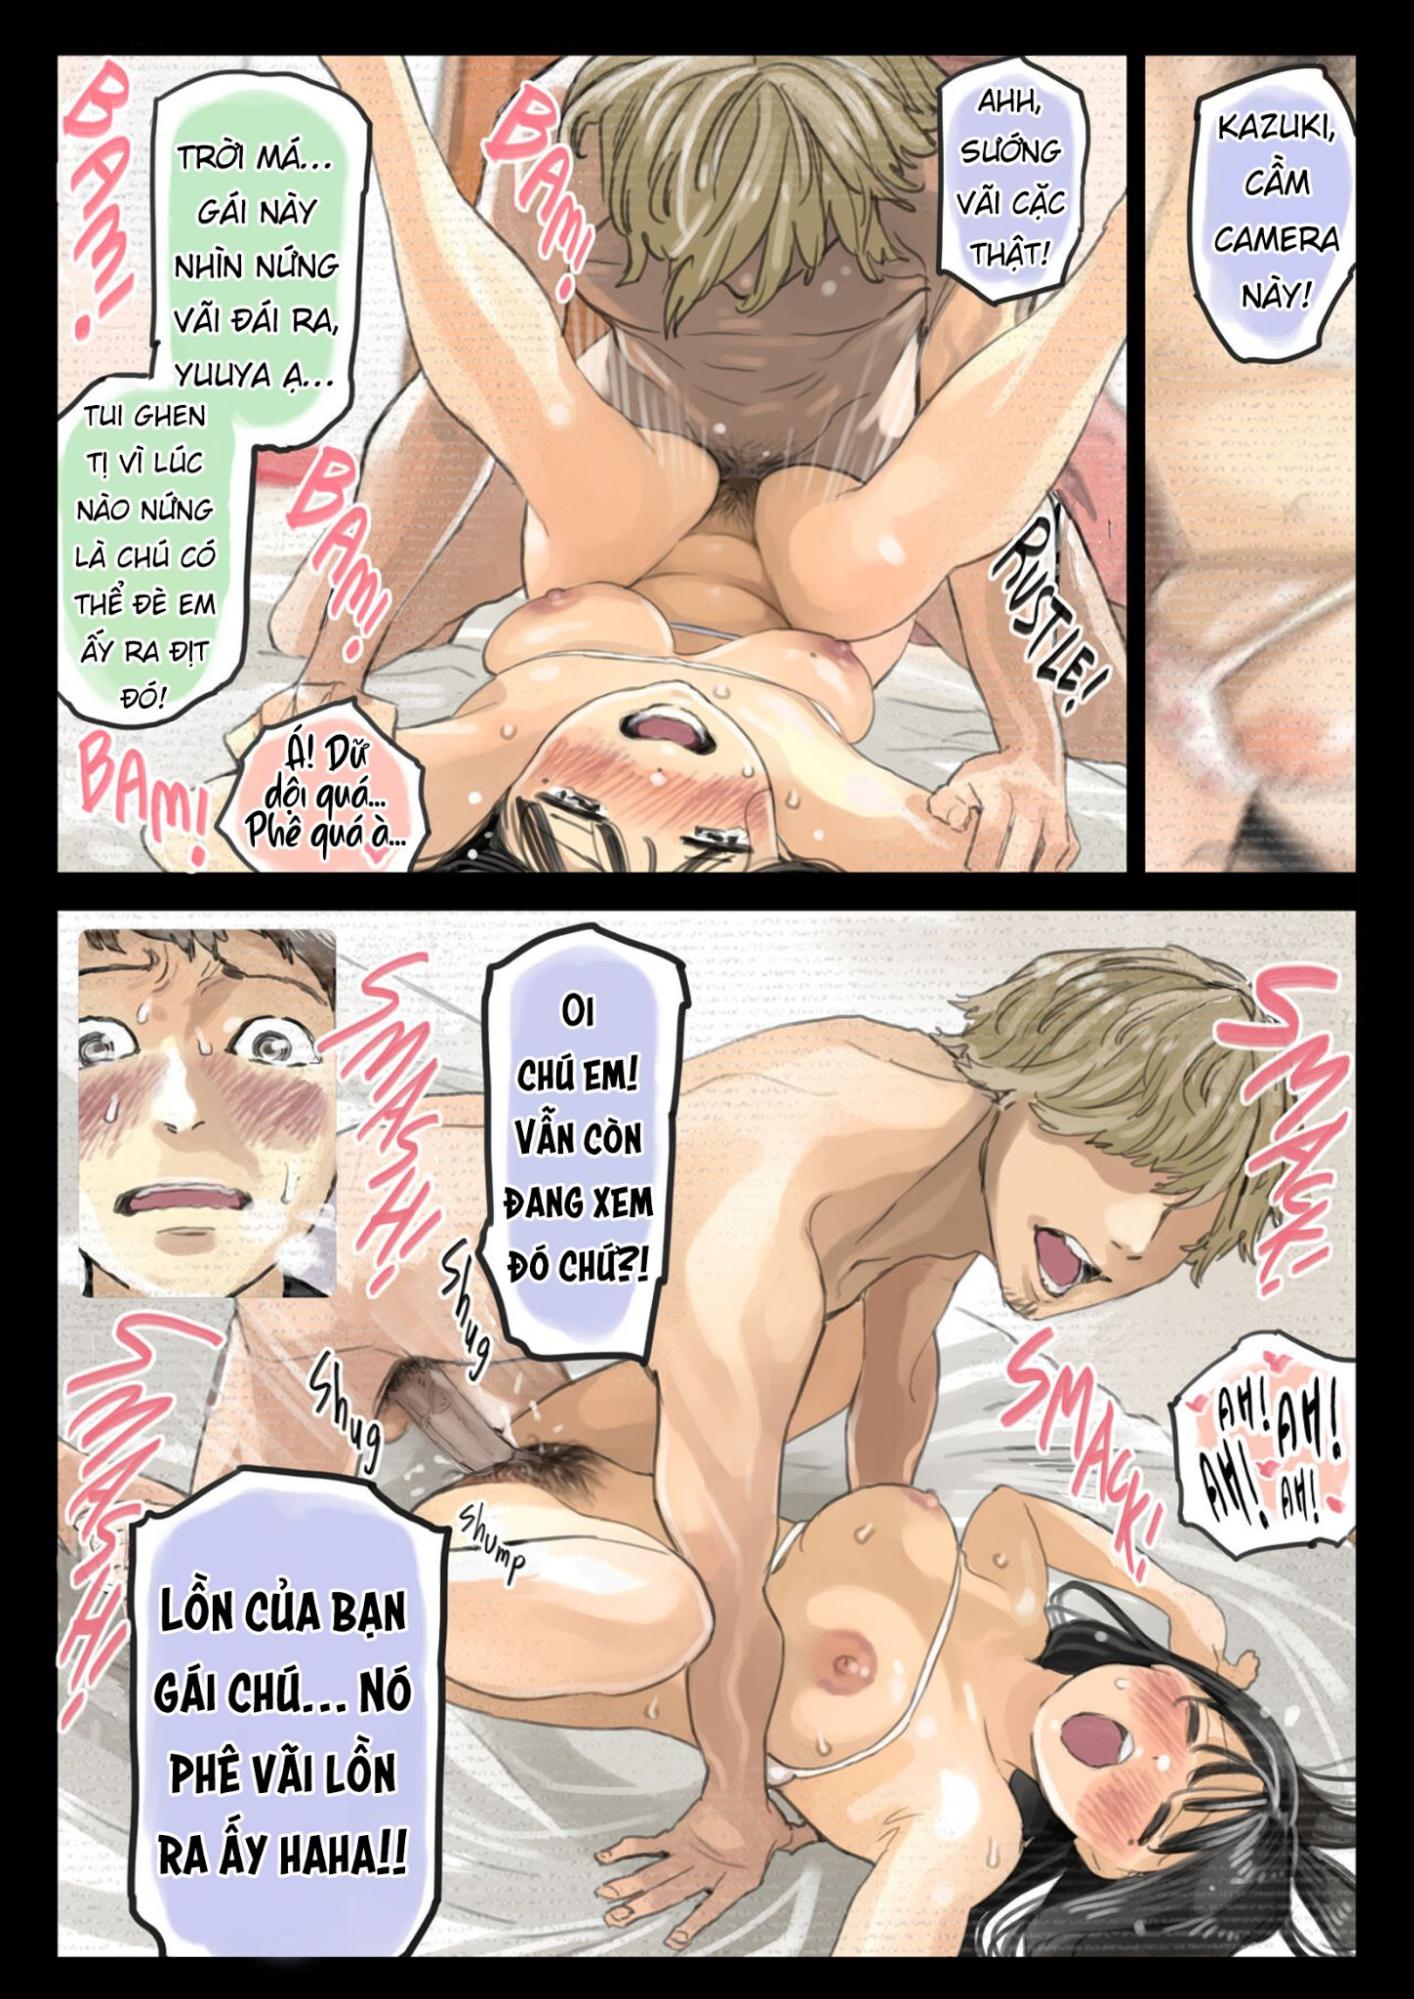 KAZUKI,
CẦM
CAMERA
NÀY!
AHH,
SƯỚNG
VÃI CẶC
THẬT!
BAM!
BAM!
TRỜI MÁ...
GÁI NÀY
NHÌN NỨNG
VÃI ĐÁI RA,
YUUYA Ạ...
TUI GHEN
TỊ VÌ LÚC
NÀO NỨNG
LÀ CHÚ CÓ
THỂ ĐÈ EM
ẤY RA ĐỊT
ĐÓ!
BAM!
RUSTLE!
BAM!
Á! Dữ
dội quá...
Phê quá à...
SMACK!
OI
CHÚ EM!
VẪN CÒN
ĐANG XEM
ĐÓ CHỨ?!
SMASH!
Shug
Shug
SMACK!
AH!
AH!
AH!
AH!
AH!
SMASH!
Shump
LỒN CỦA BẠN
GÁI CHÚ... NÓ
PHÊ VÃI LỒN
RA ẤY HAHA!!